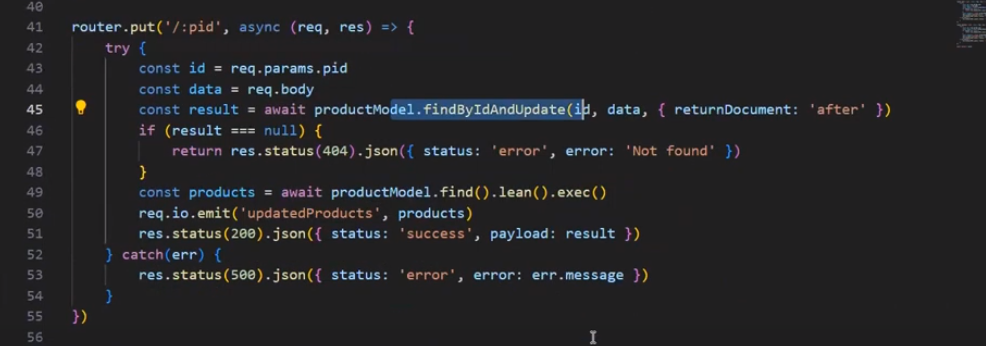 40
41 router.put('/:pid', async (req, res) => {
42 try {
43 const id = req.params.pid
44 const data = req.body
45 const result = await productModel.findByIdAndUpdate(id, data, { returnDocument: 'after' })
46 if (result === null) {
47 return res.status(404).json({ status: 'error', error: 'Not found' })
48 }
49 const products = await productModel.find().lean().exec()
50 req.io.emit('updatedProducts', products)
51 res.status(200).json({ status: 'success', payload: result })
52 } catch(err) {
53 res.status(500).json({ status: 'error', error: err.message })
54 }
55 })
56